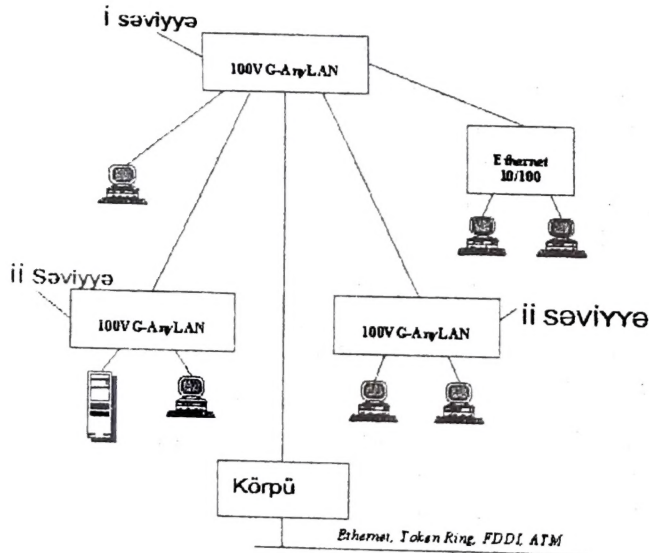 i səviyyə
100VG-AnyLAN
Ethernet
10/100
ii Səviyyə
100VG-AnyLAN
100VG-AnyLAN
ii səviyyə
Körpü
Ethernet, Token Ring, FDDI, ATM